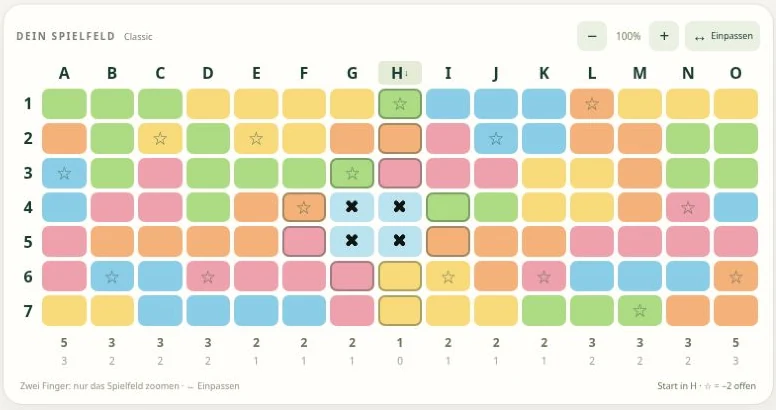 DEIN SPIELFELD Classic − 100% + ↔ Einpassen
A B C D E F G H↓ I J K L M N O
1
2
3
4
5
6
7
5 3 3 3 2 2 2 1 2 2 2 3 3 3 5
3 2 2 2 1 1 1 0 1 1 1 2 2 2 3
Zwei Finger: nur das Spielfeld zoomen · ↔ Einpassen
Start in H · ☆ = −2 offen